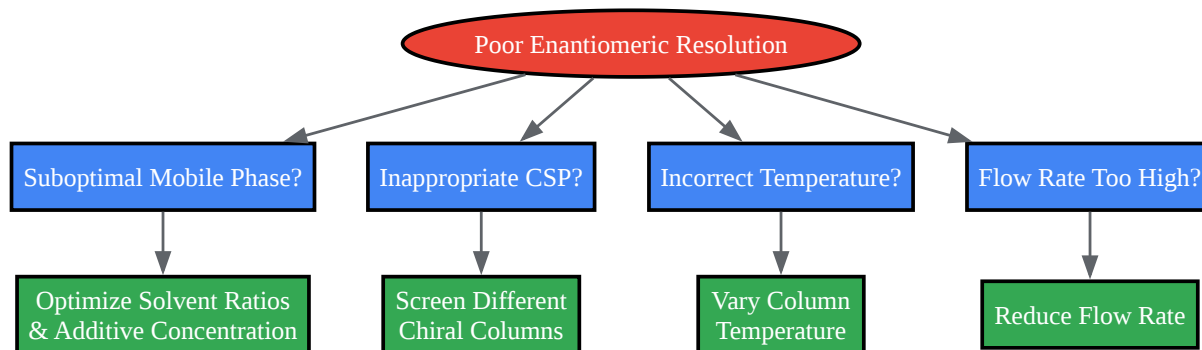 Poor Enantiomeric Resolution
Suboptimal Mobile Phase?
Inappropriate CSP?
Incorrect Temperature?
Flow Rate Too High?
Optimize Solvent Ratios
& Additive Concentration
Screen Different
Chiral Columns
Vary Column
Temperature
Reduce Flow Rate